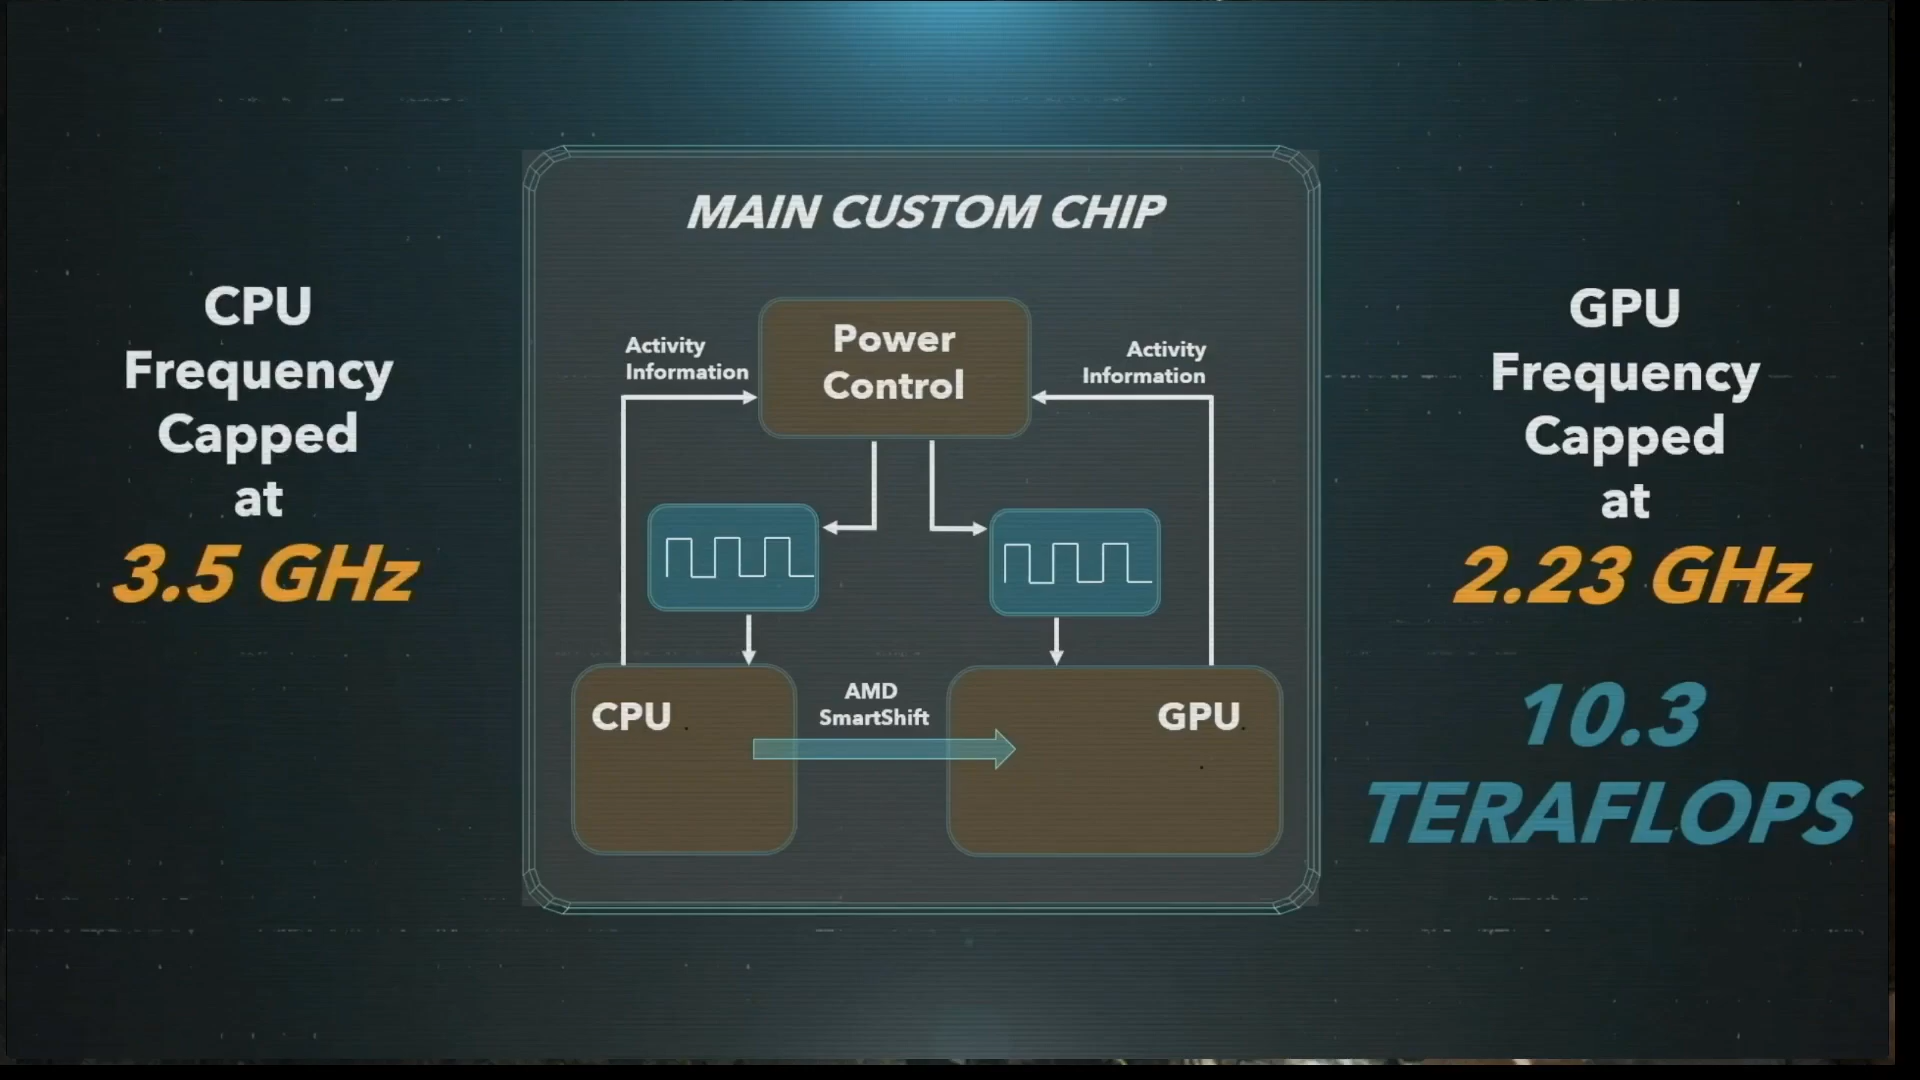 MAIN CUSTOM CHIP
CPU
Frequency
Capped
at
3.5 GHz
Activity
Information
Power
Control
Activity
Information
CPU
AMD
SmartShift
GPU
GPU
Frequency
Capped
at
2.23 GHz
10.3
TERAFLOPS